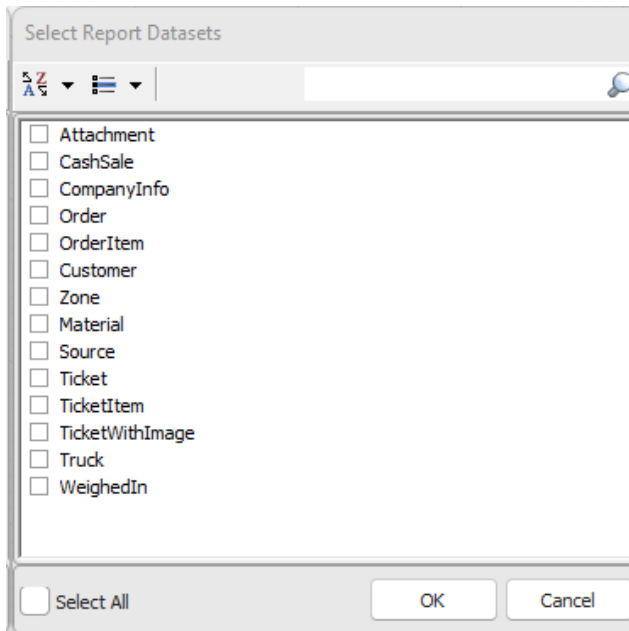 Select Report Datasets
Attachment
CashSale
CompanyInfo
Order
OrderItem
Customer
Zone
Material
Source
Ticket
TicketItem
TicketWithImage
Truck
WeighedIn
Select All OK Cancel